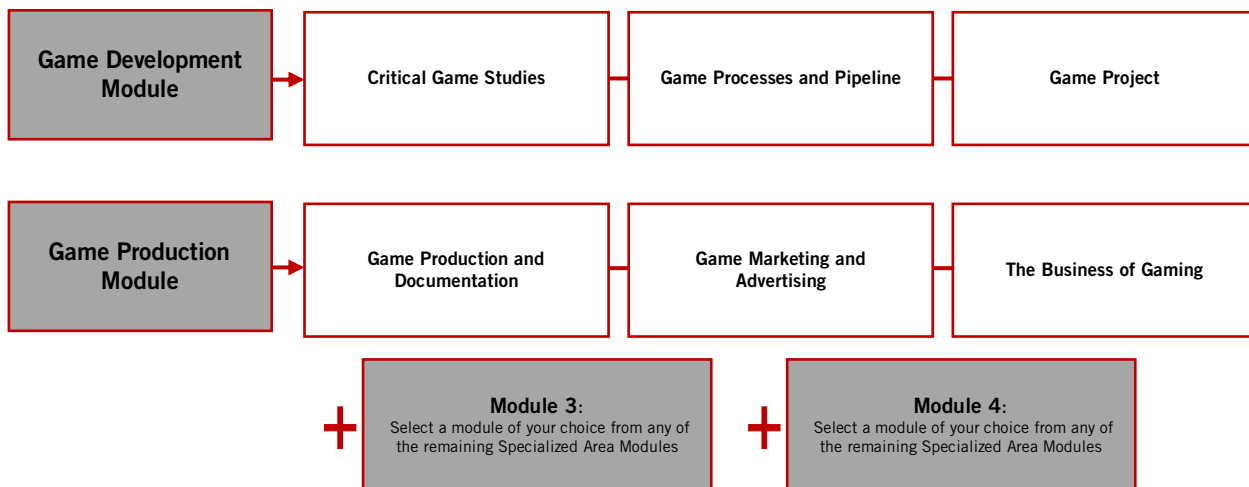 Game Development
Module
Critical Game Studies
Game Processes and Pipeline
Game Project
Game Production
Module
Game Production and
Documentation
Game Marketing and
Advertising
The Business of Gaming
+
Module 3:
Select a module of your choice from any of
the remaining Specialized Area Modules
+
Module 4:
Select a module of your choice from any of
the remaining Specialized Area Modules